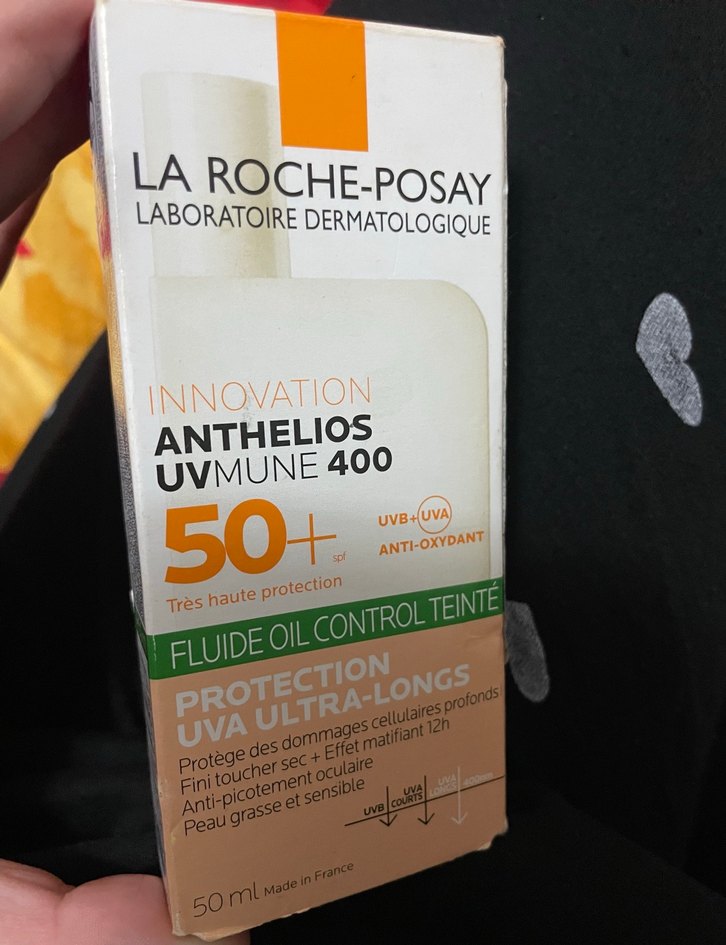 LA ROCHE-POSAY
LABORATOIRE DERMATOLOGIQUE
INNOVATION
ANTHELIOS
UVMUNE 400
50+ spf
UVB+UVA
ANTI-OXYDANT
Très haute protection
FLUIDE OIL CONTROL TEINTÉ
PROTECTION
UVA ULTRA-LONGS
Protège des dommages cellulaires profonds
Fini toucher sec + Effet matifiant 12h
Anti-picotement oculaire
Peau grasse et sensible
UVB
UVA COURTS
UVA LONGS
400nm
50 ml Made in France